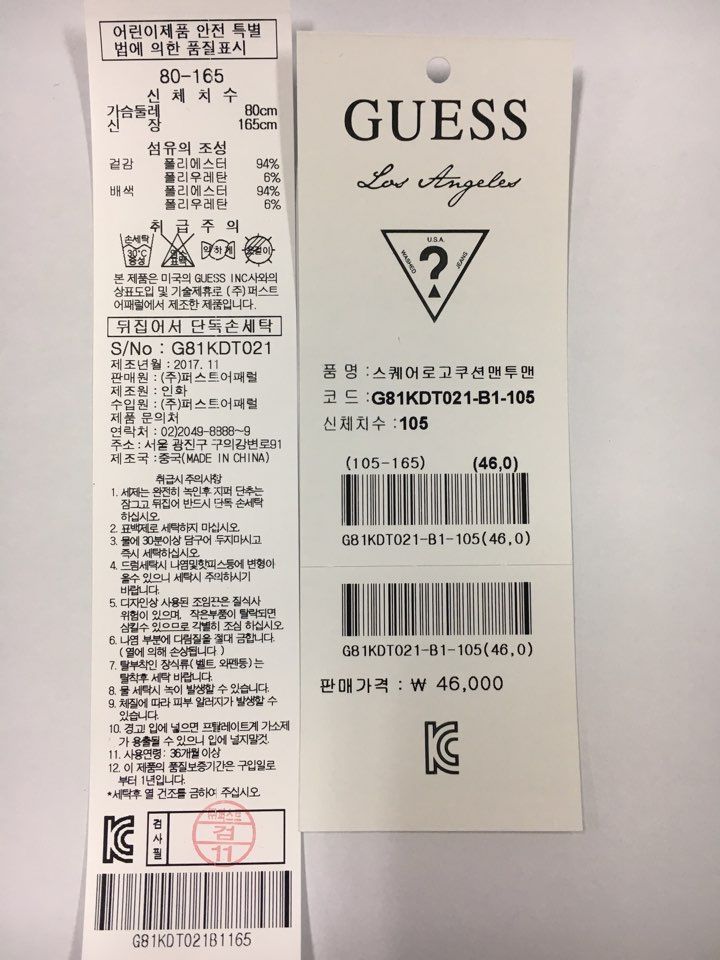 어린이제품 안전 특별
법에 의한 품질표시
80-165
신 체 치 수
가슴둘레 80cm
신 장 165cm
섬유의 조성
겉감 폴리에스터 94%
폴리우레탄 6%
배색 폴리에스터 94%
폴리우레탄 6%
취 급 주 의
손세탁
30℃
중성
염소
표백
약하게
옷걸이
본 제품은 미국의 GUESS INC사와의
상표도입 및 기술제휴로 (주)퍼스트
어패럴에서 제조한 제품입니다.
뒤집어서 단독손세탁
S/No : G81KDT021
제조년월 : 2017. 11
판매원 : (주)퍼스트어패럴
제조원 : 인화
수입원 : (주)퍼스트어패럴
제품 문의처
연락처 : 02)2049-8888~9
주소 : 서울 광진구 구의강변로91
제조국 : 중국(MADE IN CHINA)
취급시 주의사항
1. 세제는 완전히 녹인후 지퍼 단추는
잠그고 뒤집어 반드시 단독 손세탁
하십시오.
2. 표백제로 세탁하지 마십시오.
3. 물에 30분이상 담구어 두지마시고
즉시 세탁하십시오.
4. 드럼세탁시 나염및핫피스등에 변형이
올수 있으니 세탁시 주의하시기
바랍니다.
5. 디자인상 사용된 조임끈은 질식사
위험이 있으며, 작은부품이 탈락되면
삼킬수 있으므로 각별히 조심 하십시오.
6. 나염 부분에 다림질을 절대 금합니다.
( 열에 의해 손상됩니다 )
7. 탈부착인 장식류( 벨트, 와펜등) 는
탈착후 세탁 바랍니다.
8. 물 세탁시 녹이 발생할 수 있습니다.
9. 체질에 따라 피부 알러지가 발생할 수
있습니다.
10. 경고! 입에 넣으면 프탈레이트계 가소제
가 용출될 수 있으니 입에 넣지말것.
11. 사용연령 : 36개월 이상
12. 이 제품의 품질보증기간은 구입일로
부터 1년입니다.
*세탁후 열 건조를 금하여 주십시오.
검사필
㈜퍼스트
검
11
G81KDT021B1165
GUESS
Los Angeles
U.S.A.
WASHED
?
JEANS
품 명 : 스퀘어로고쿠션맨투맨
코 드 : G81KDT021-B1-105
신체치수 : 105
(105-165) (46,0)
G81KDT021-B1-105(46,0)
G81KDT021-B1-105(46,0)
판매가격 : ₩ 46,000